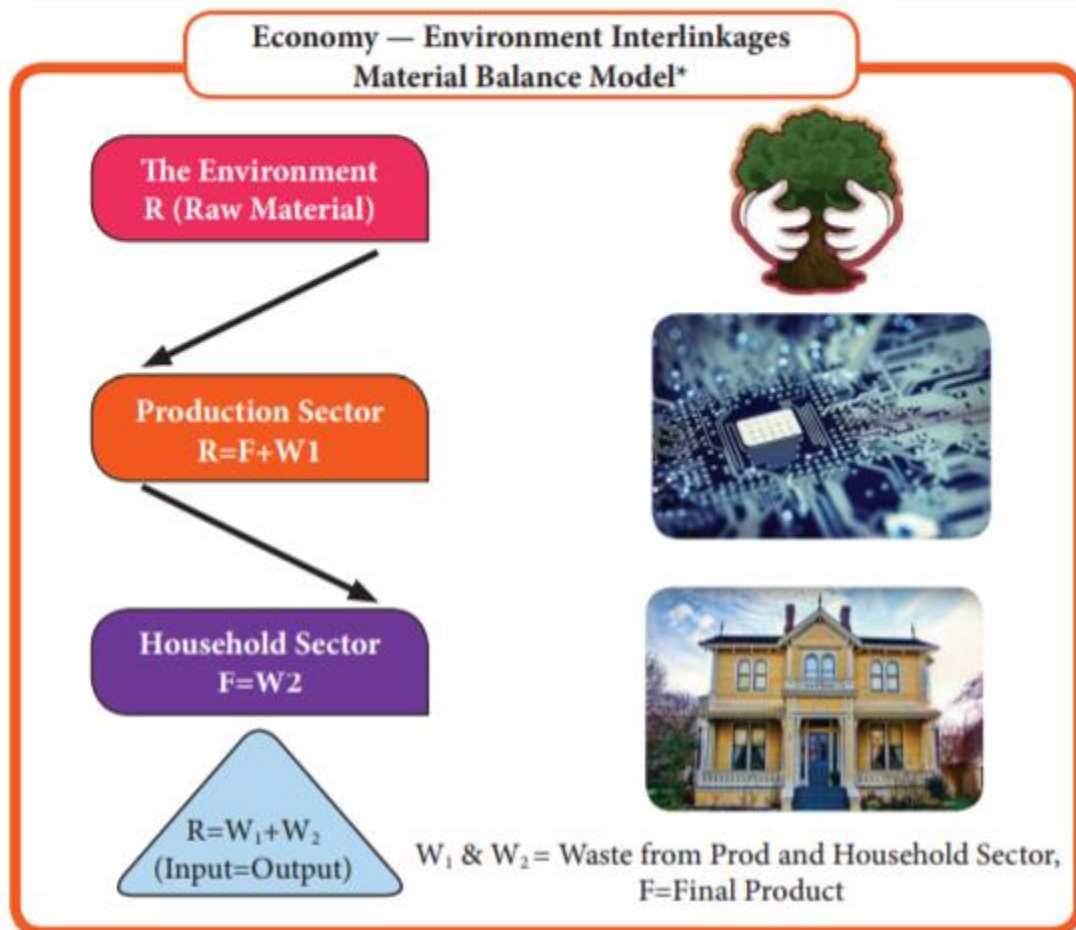 Economy — Environment Interlinkages
Material Balance Model*
The Environment
R (Raw Material)
Production Sector
R=F+W1
Household Sector
F=W2
R=W₁+W₂
(Input=Output)
W₁ & W₂ = Waste from Prod and Household Sector,
F=Final Product